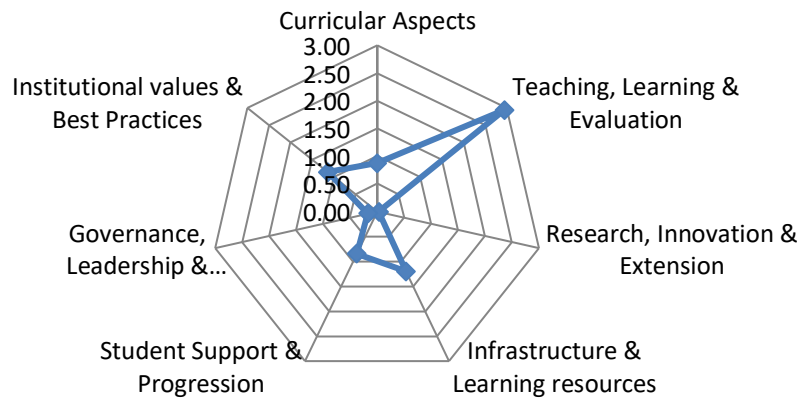 Curricular Aspects
3.00
2.50
2.00
1.50
1.00
0.50
0.00
Teaching, Learning &
Evaluation
Research, Innovation &
Extension
Infrastructure &
Learning resources
Student Support &
Progression
Governance,
Leadership &...
Institutional values &
Best Practices